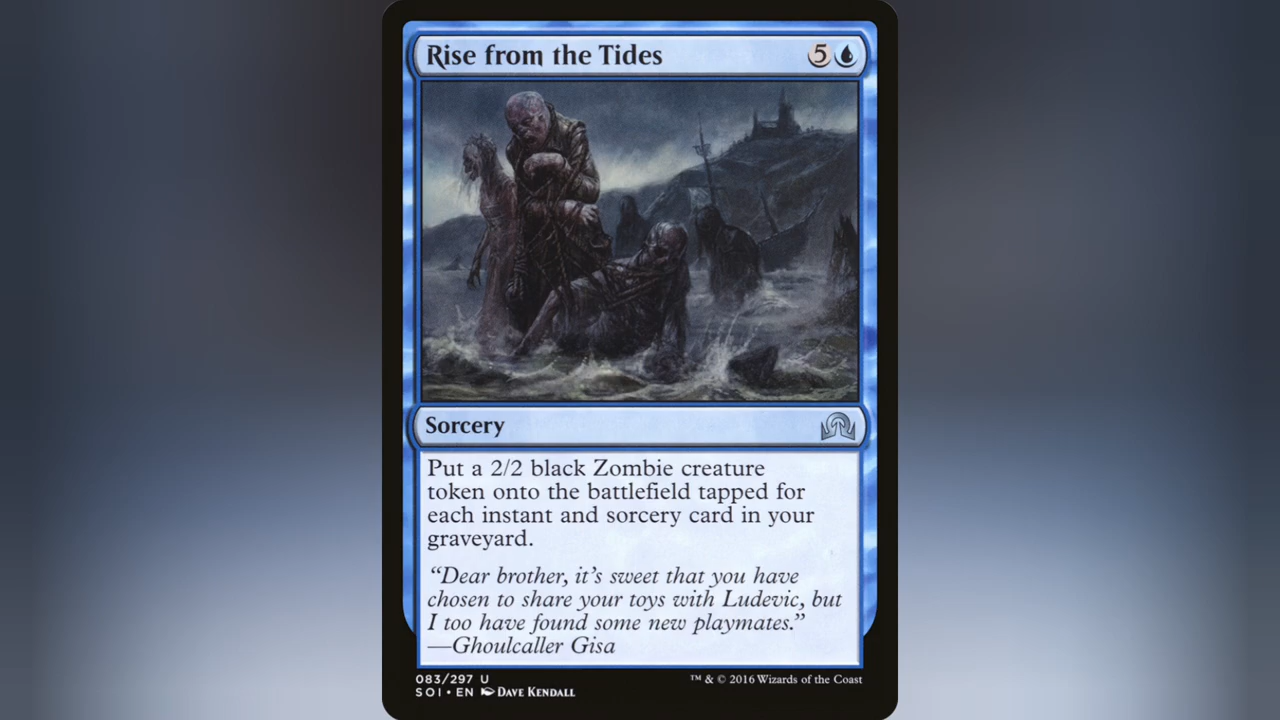 Rise from the Tides 5
Sorcery
Put a 2/2 black Zombie creature
token onto the battlefield tapped for
each instant and sorcery card in your
graveyard.
“Dear brother, it’s sweet that you have
chosen to share your toys with Ludevic, but
I too have found some new playmates.”
—Ghoulcaller Gisa
083/297 U
SOI • EN DAVE KENDALL
™ & © 2016 Wizards of the Coast